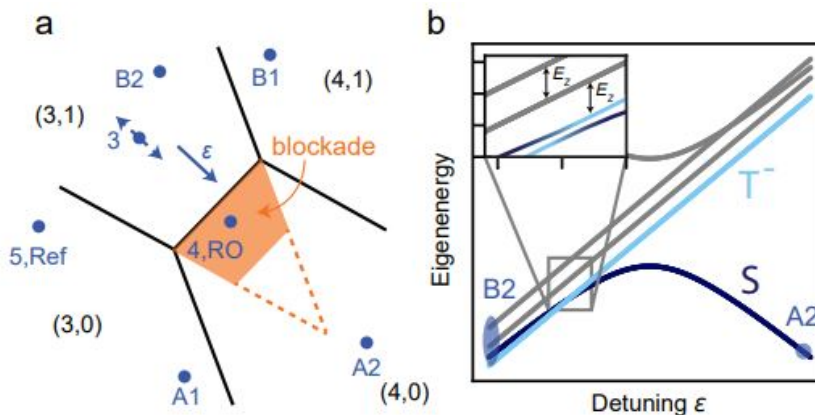 a
B2
B1
(4,1)
(3,1)
3
ε
blockade
4,RO
5,Ref
(3,0)
A2
A1
(4,0)
b
E_z
E_z
T⁻
B2
S
A2
Eigenenergy
Detuning ε